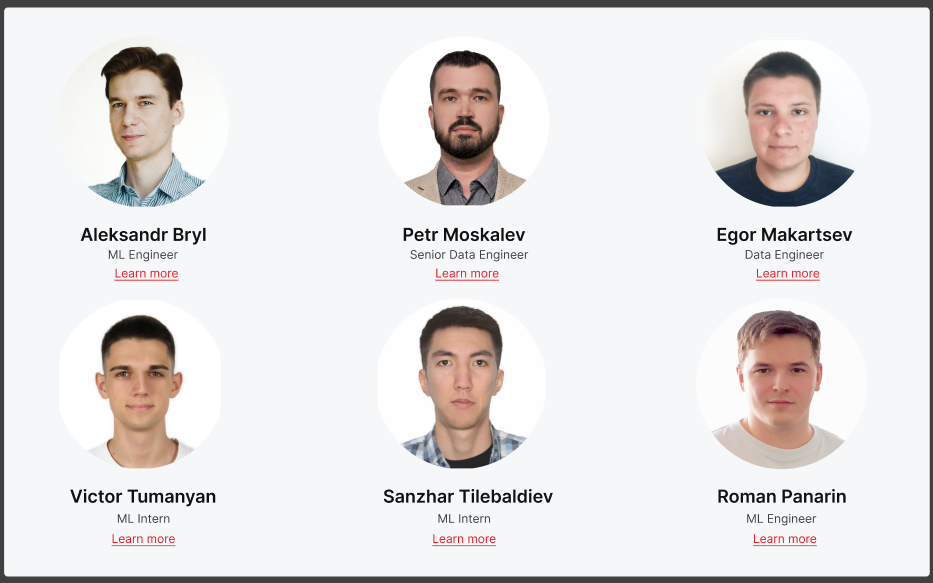 Aleksandr Bryl
ML Engineer
Learn more
Petr Moskalev
Senior Data Engineer
Learn more
Egor Makartsev
Data Engineer
Learn more
Victor Tumanyan
ML Intern
Learn more
Sanzhar Tilebaldiev
ML Intern
Learn more
Roman Panarin
ML Engineer
Learn more